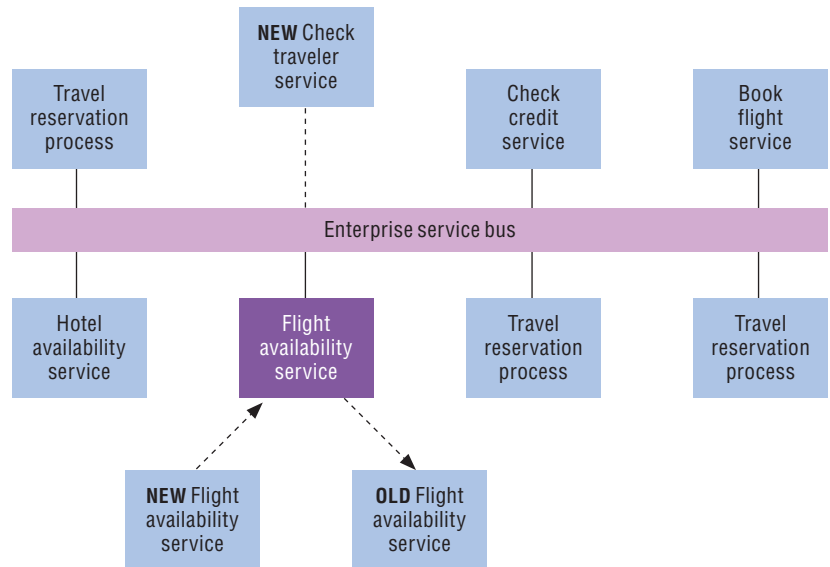 NEW Check
traveler
service
Travel
reservation
process
Check
credit
service
Book
flight
service
Enterprise service bus
Hotel
availability
service
Flight
availability
service
Travel
reservation
process
Travel
reservation
process
NEW Flight
availability
service
OLD Flight
availability
service